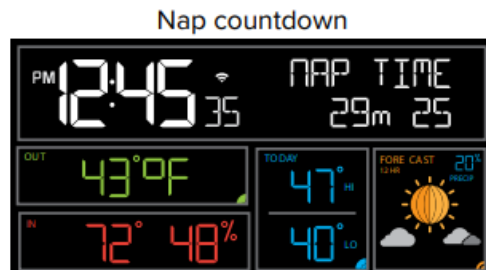 Nap countdown
PM 12:45 35
NAP TIME
29m 25
OUT
43°F
IN
72° 48%
TODAY
47° HI
40° LO
FORE CAST
12 HR
20%
PRECIP